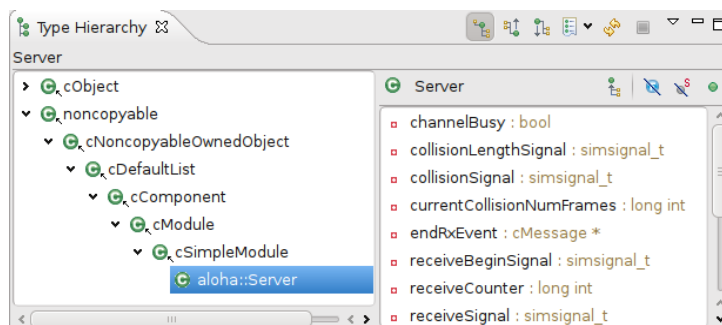 Type Hierarchy
Server
cObject
noncopyable
cNoncopyableOwnedObject
cDefaultList
cComponent
cModule
cSimpleModule
aloha::Server
Server
channelBusy : bool
collisionLengthSignal : simsignal_t
collisionSignal : simsignal_t
currentCollisionNumFrames : long int
endRxEvent : cMessage *
receiveBeginSignal : simsignal_t
receiveCounter : long int
receiveSignal : simsignal_t